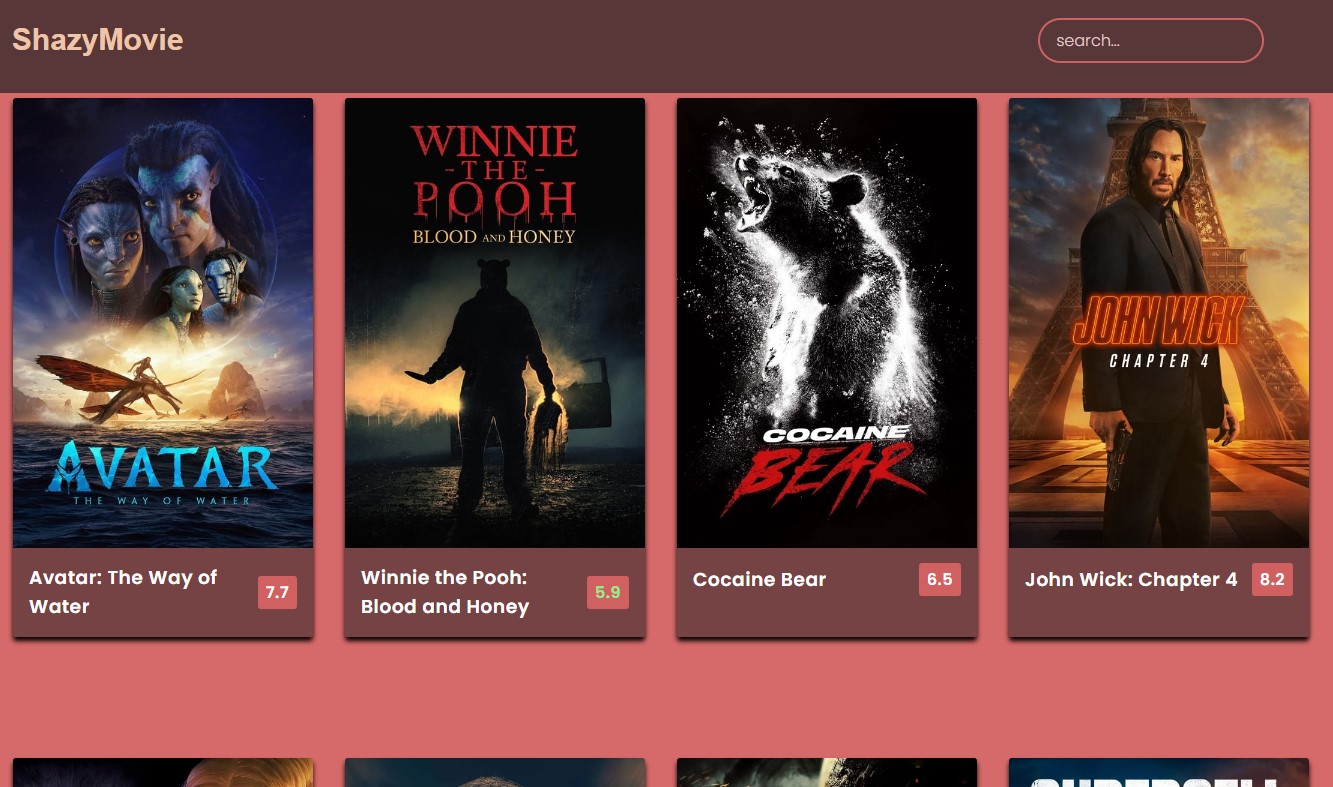 ShazyMovie
search...
AVATAR
THE WAY OF WATER
WINNIE
-THE-
POOH
BLOOD AND HONEY
COCAINE
BEAR
JOHN WICK
CHAPTER 4
Avatar: The Way of
Water
7.7
Winnie the Pooh:
Blood and Honey
5.9
Cocaine Bear
6.5
John Wick: Chapter 4
8.2